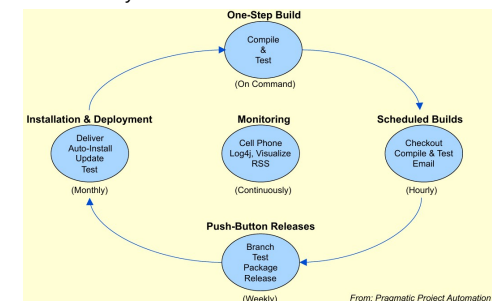 One-Step Build
Compile
&
Test
(On Command)
Installation & Deployment
Deliver
Auto-Install
Update
Test
(Monthly)
Monitoring
Cell Phone
Log4j, Visualize
RSS
(Continuously)
Scheduled Builds
Checkout
Compile & Test
Email
(Hourly)
Push-Button Releases
Branch
Test
Package
Release
(Weekly)
From: Pragmatic Project Automation